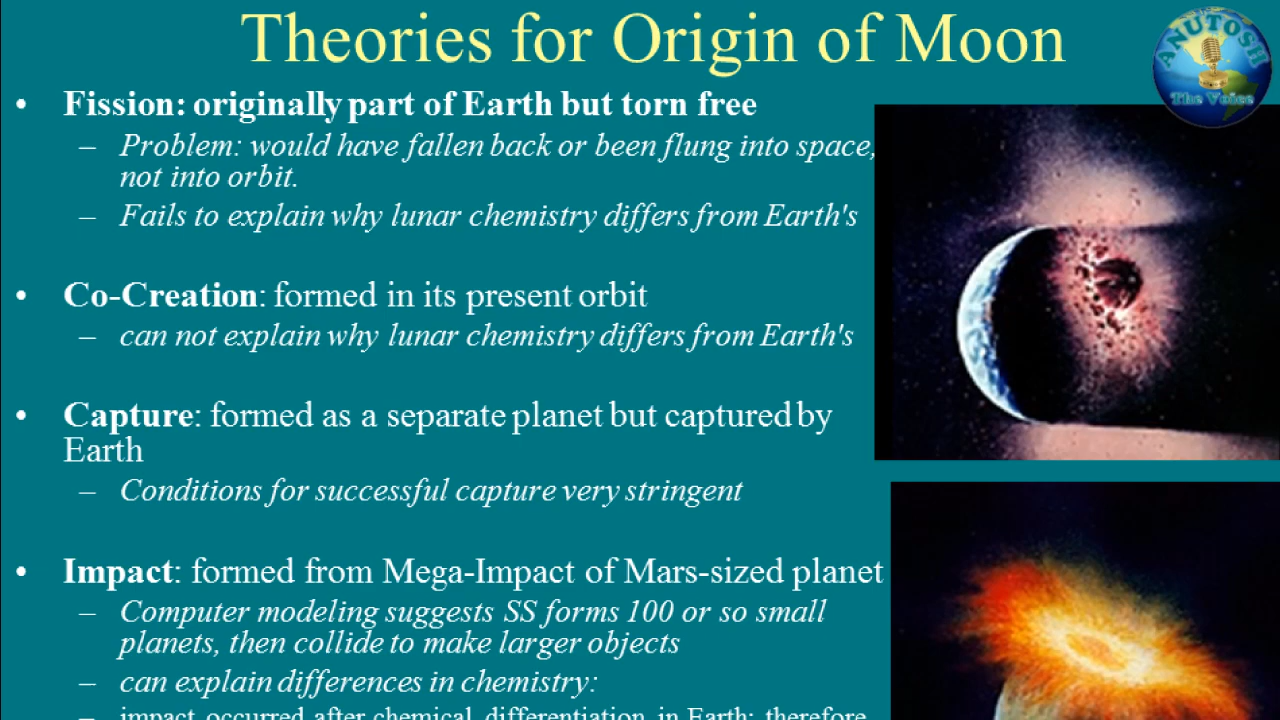 Theories for Origin of Moon
ANUTOSH
The Voice
• Fission: originally part of Earth but torn free
– Problem: would have fallen back or been flung into space,
not into orbit.
– Fails to explain why lunar chemistry differs from Earth's
• Co-Creation: formed in its present orbit
– can not explain why lunar chemistry differs from Earth's
• Capture: formed as a separate planet but captured by
Earth
– Conditions for successful capture very stringent
• Impact: formed from Mega-Impact of Mars-sized planet
– Computer modeling suggests SS forms 100 or so small
planets, then collide to make larger objects
– can explain differences in chemistry:
– impact occurred after chemical differentiation in Earth; therefore